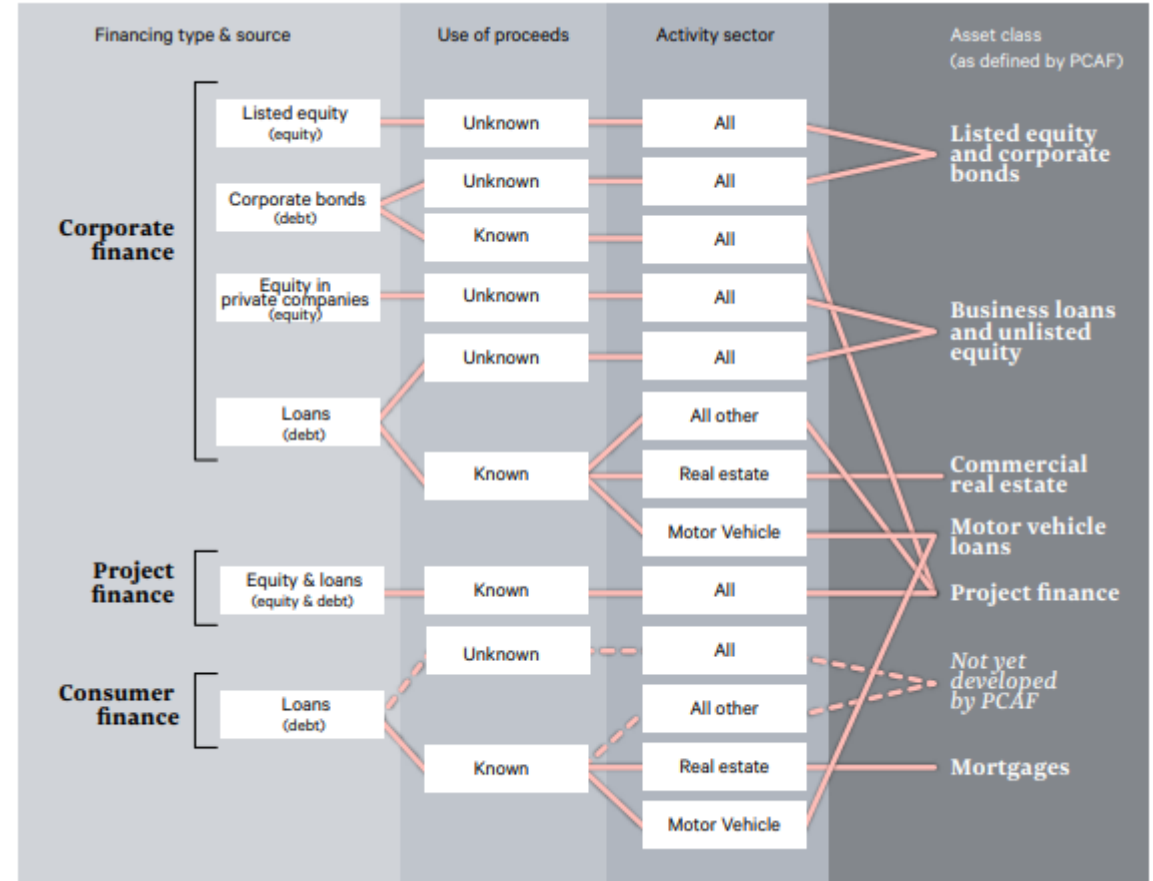 Financing type & source
Use of proceeds
Activity sector
Asset class
(as defined by PCAF)
Corporate
finance
Listed equity
(equity)
Unknown
All
Listed equity
and corporate
bonds
Corporate bonds
(debt)
Unknown
All
Known
All
Equity in
private companies
(equity)
Unknown
All
Business loans
and unlisted
equity
Loans
(debt)
Unknown
All
Known
All other
Real estate
Commercial
real estate
Motor Vehicle
Motor vehicle
loans
Project
finance
Equity & loans
(equity & debt)
Known
All
Project finance
Consumer
finance
Loans
(debt)
Unknown
All
Not yet
developed
by PCAF
Known
All other
Real estate
Mortgages
Motor Vehicle